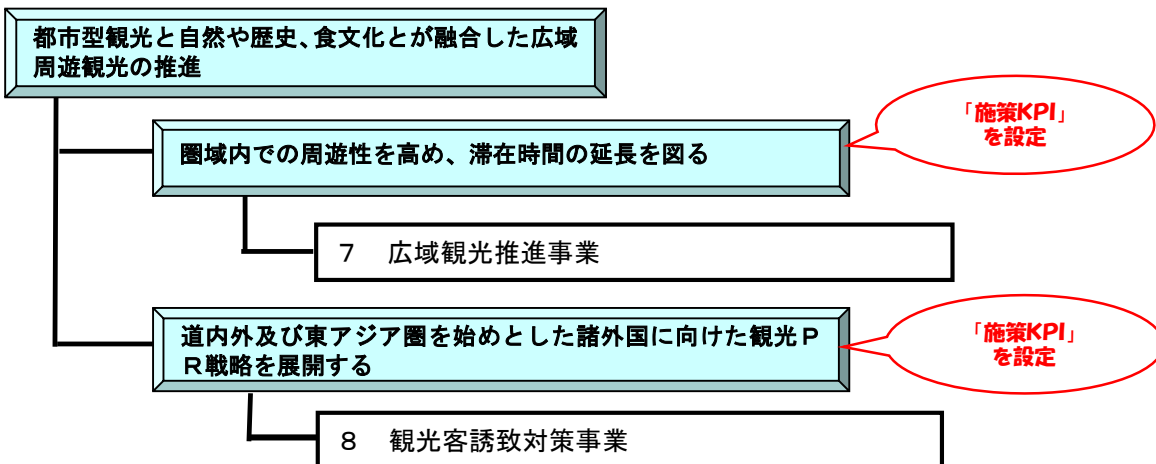 都市型観光と自然や歴史、食文化とが融合した広域
周遊観光の推進
「施策KPI」
を設定
圏域内での周遊性を高め、滞在時間の延長を図る
７　広域観光推進事業
道内外及び東アジア圏を始めとした諸外国に向けた観光Ｐ
Ｒ戦略を展開する
「施策KPI」
を設定
８　観光客誘致対策事業